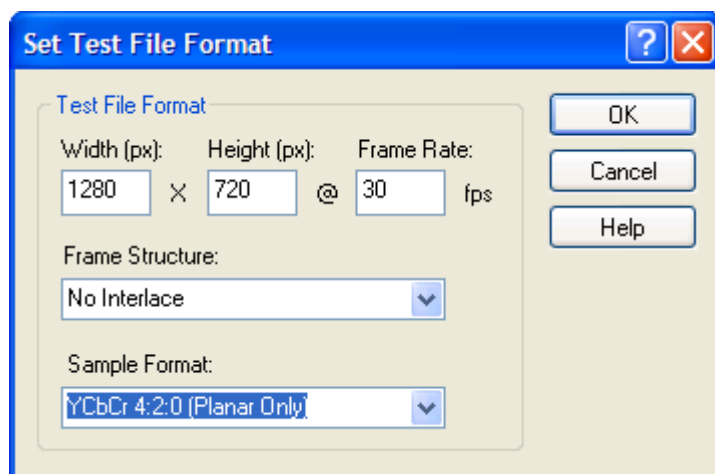 Set Test File Format
Test File Format
OK
Width (px): Height (px): Frame Rate:
1280 X 720 @ 30 fps
Cancel
Help
Frame Structure:
No Interlace
Sample Format:
YCbCr 4:2:0 (Planar Only)